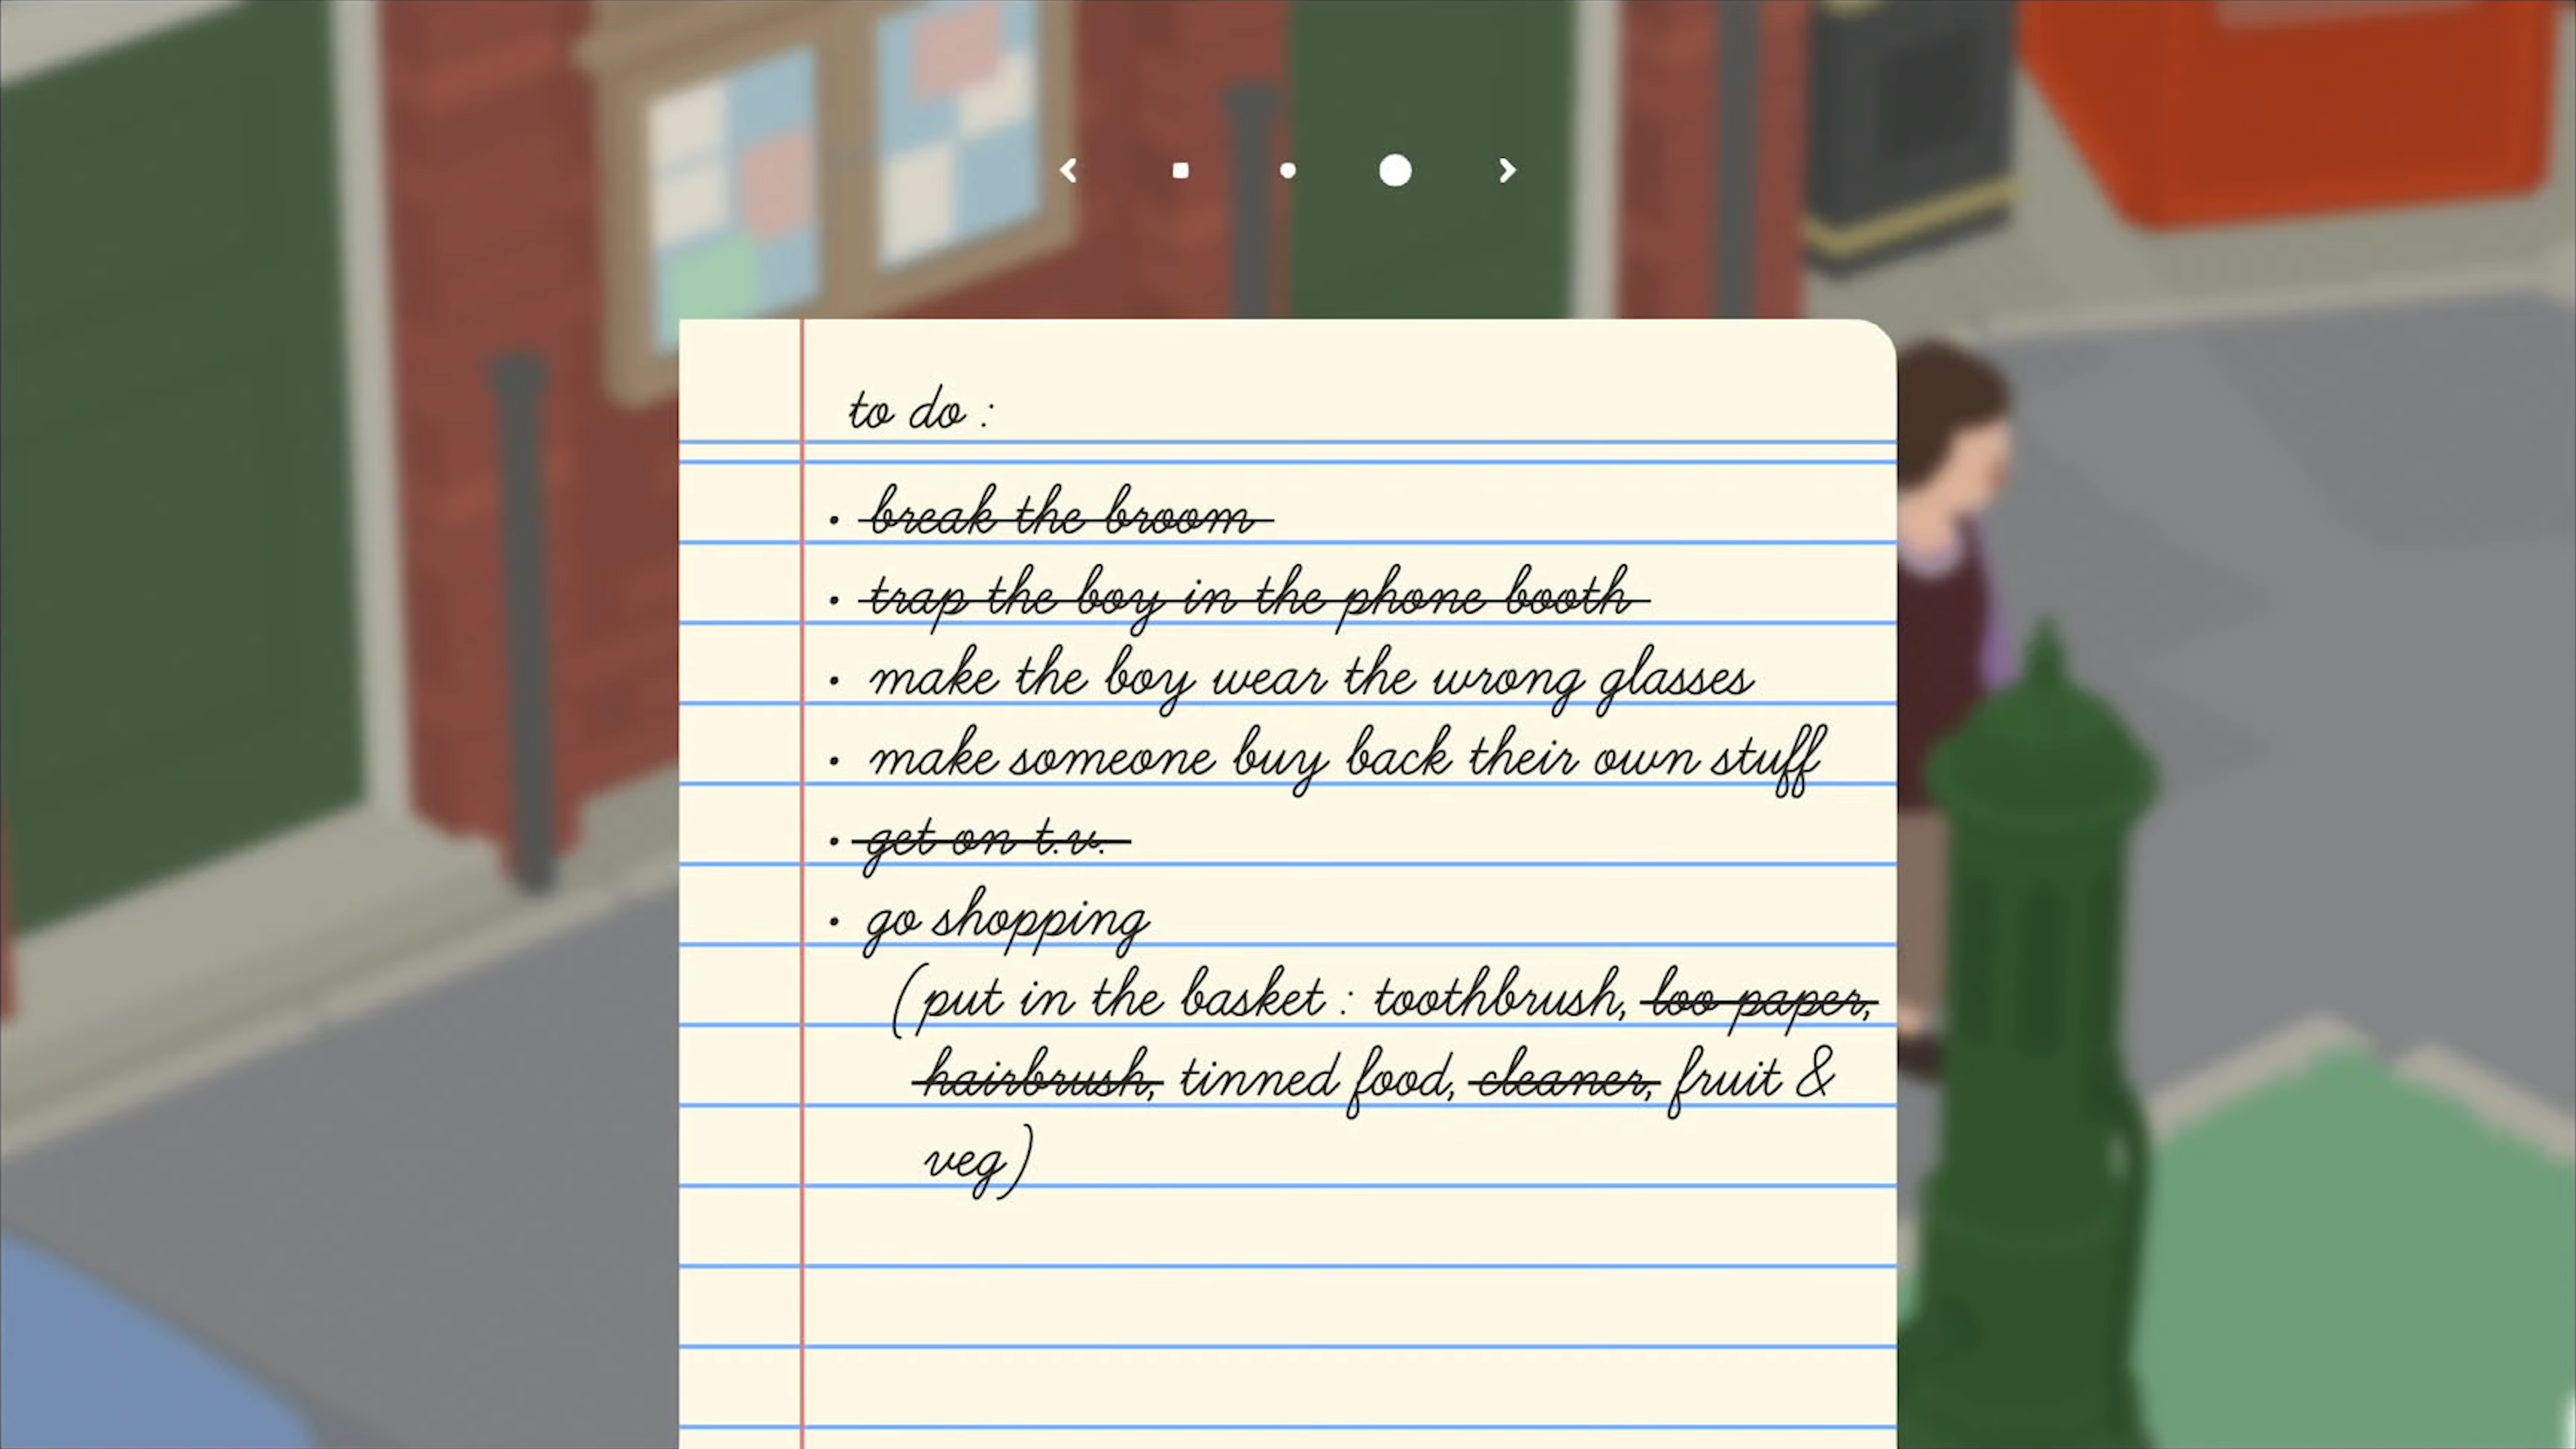 to do :
• break the broom
• trap the boy in the phone booth
• make the boy wear the wrong glasses
• make someone buy back their own stuff
• get on t.v.
• go shopping
(put in the basket : toothbrush, loo paper,
hairbrush, tinned food, cleaner, fruit &
veg)